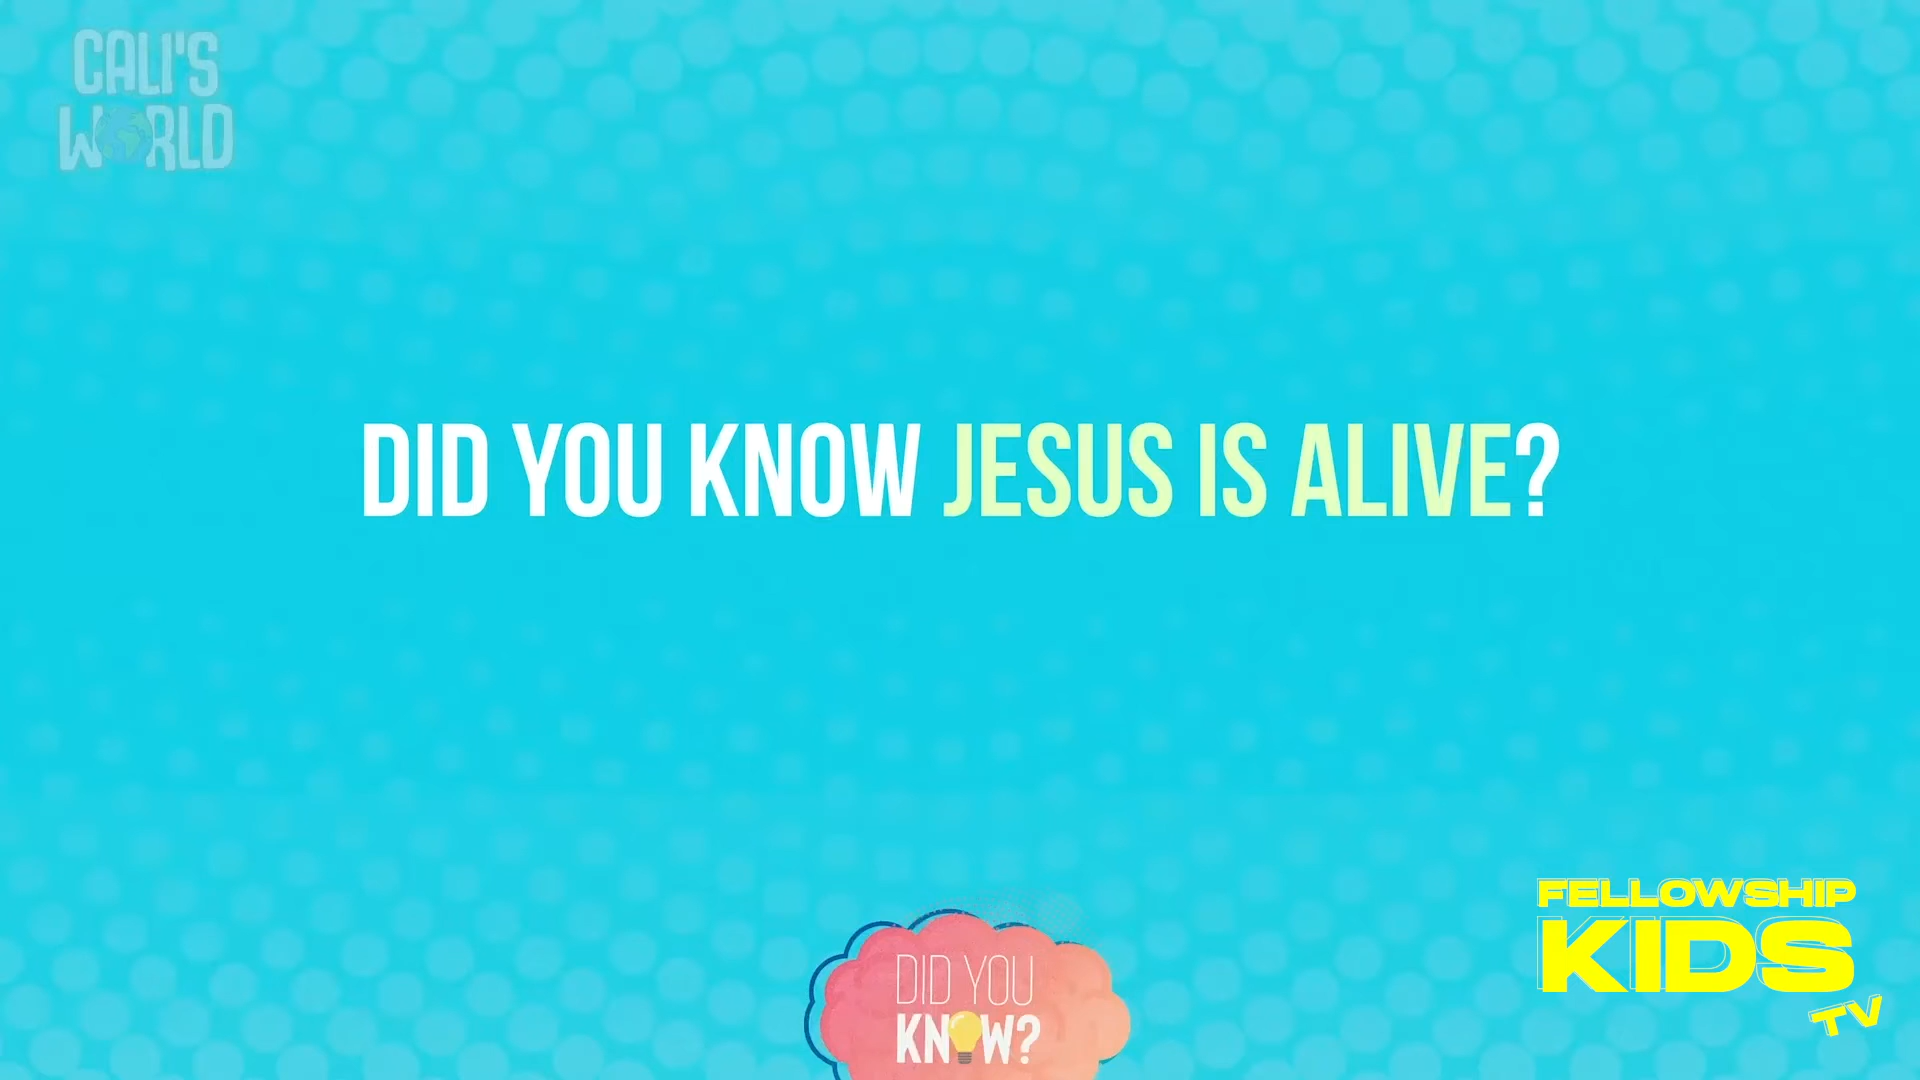 CALI'S
WORLD
DID YOU KNOW JESUS IS ALIVE?
DID YOU
KNOW?
FELLOWSHIP
KIDS
TV